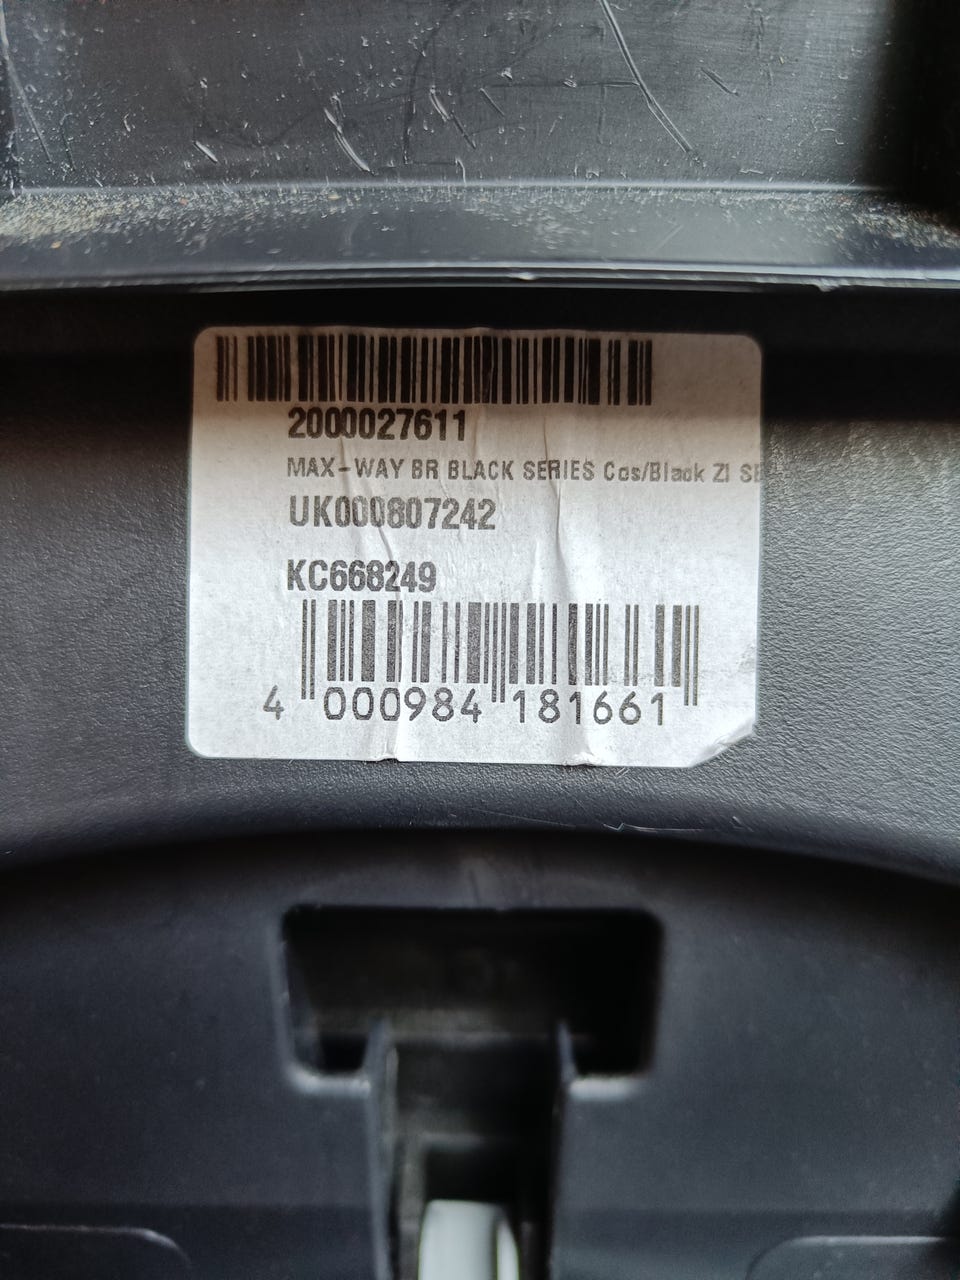 2000027611
MAX-WAY BR BLACK SERIES Cos/Black ZI
UK000807242
KC668249
4 000984 181661